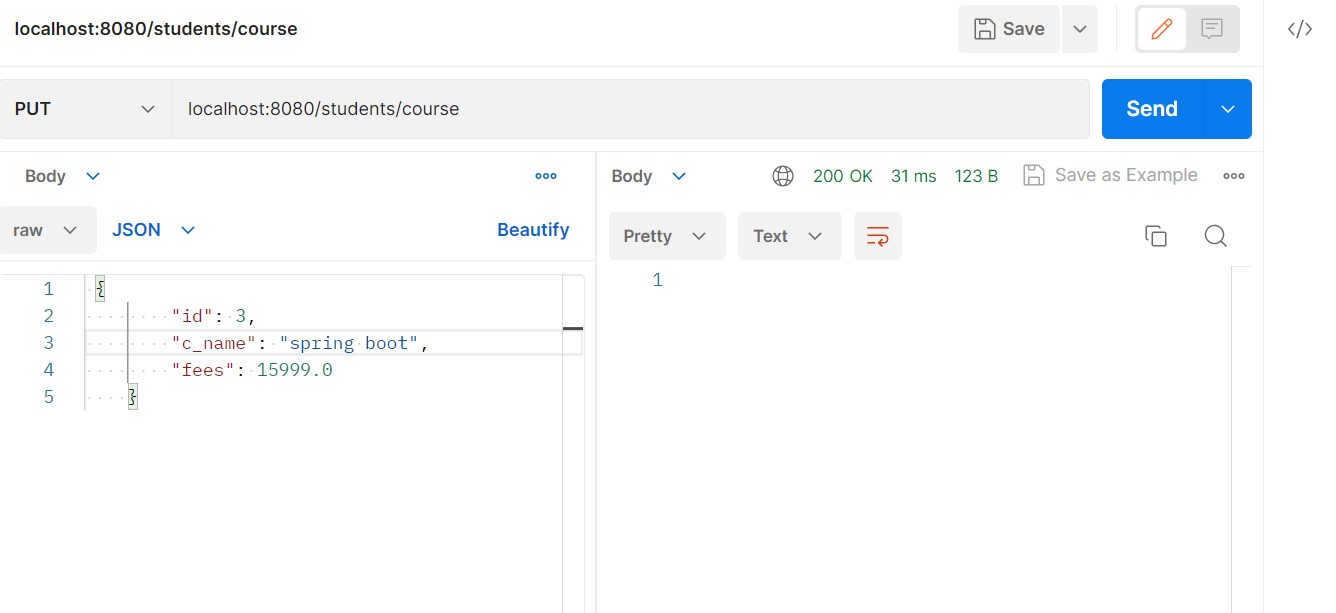 localhost:8080/students/course
Save
PUT
localhost:8080/students/course
Send
Body
Body
200 OK 31 ms 123 B
Save as Example
raw
JSON
Beautify
Pretty
Text
1 {
2 "id": 3,
3 "c_name": "spring boot",
4 "fees": 15999.0
5 }
1